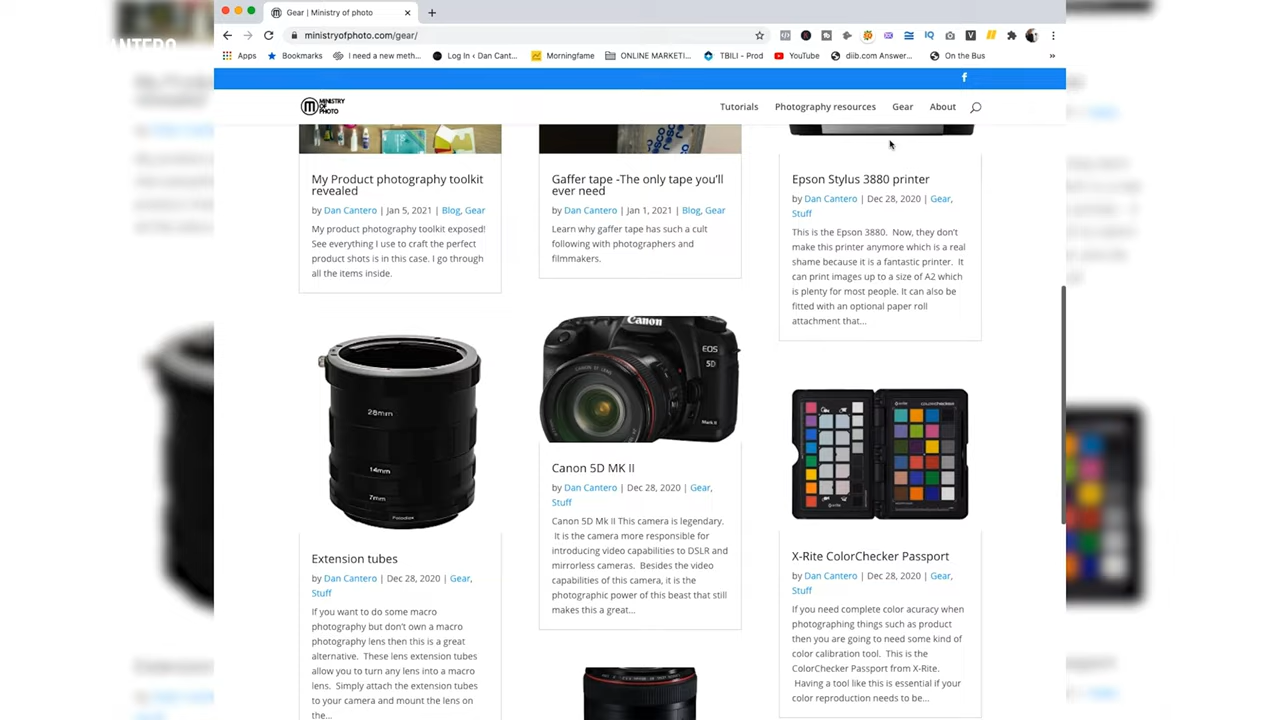 ANTERO
Gear | Ministry of photo
ministryofphoto.com/gear/
Apps
Bookmarks
I need a new meth...
Log In ‹ Dan Cant...
Morningfame
ONLINE MARKETI...
TBILI - Prod
YouTube
diib.com Answer...
On the Bus
MINISTRY
OF
PHOTO
Tutorials
Photography resources
Gear
About
My Product photography toolkit
revealed
by Dan Cantero | Jan 5, 2021 | Blog, Gear
My product photography toolkit exposed!
See everything I use to craft the perfect
product shots is in this case. I go through
all the items inside.
Gaffer tape -The only tape you'll
ever need
by Dan Cantero | Jan 1, 2021 | Blog, Gear
Learn why gaffer tape has such a cult
following with photographers and
filmmakers.
Epson Stylus 3880 printer
by Dan Cantero | Dec 28, 2020 | Gear,
Stuff
This is the Epson 3880. Now, they don't
make this printer anymore which is a real
shame because it is a fantastic printer. It
can print images up to a size of A2 which
is plenty for most people. It can also be
fitted with an optional paper roll
attachment that...
28mm
14mm
7mm
Fotodiox
Extension tubes
by Dan Cantero | Dec 28, 2020 | Gear,
Stuff
If you want to do some macro
photography but don't own a macro
photography lens then this is a great
alternative. These lens extension tubes
allow you to turn any lens into a macro
lens. Simply attach the extension tubes
to your camera and mount the lens on
the...
Canon
EOS
5D
Mark II
Canon 5D MK II
by Dan Cantero | Dec 28, 2020 | Gear,
Stuff
Canon 5D Mk II This camera is legendary.
It is the camera more responsible for
introducing video capabilities to DSLR and
mirrorless cameras. Besides the video
capabilities of this camera, it is the
photographic power of this beast that still
makes this a great...
X-Rite ColorChecker Passport
by Dan Cantero | Dec 28, 2020 | Gear,
Stuff
If you need complete color acuracy when
photographing things such as product
then you are going to need some kind of
color calibration tool. This is the
ColorChecker Passport from X-Rite.
Having a tool like this is essential if your
color reproduction needs to be...